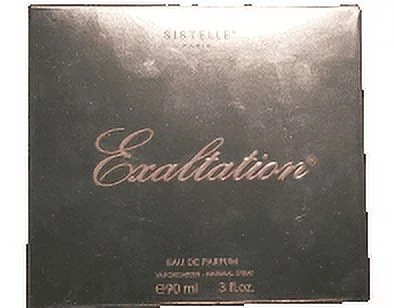 SISTELLE®
PARIS
Exaltation®
EAU DE PARFUM
VAPORISATEUR - NATURAL SPRAY
℮90 ml 3 fl.oz.